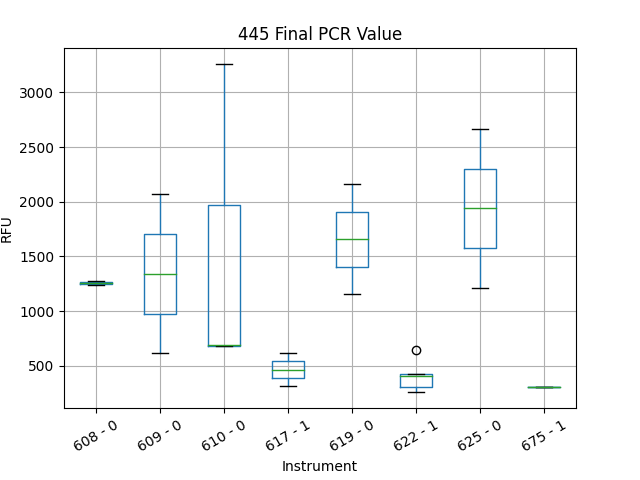 445 Final PCR Value
3000
2500
2000
1500
1000
500
RFU
608 - 0
609 - 0
610 - 0
617 - 1
619 - 0
622 - 1
625 - 0
675 - 1
Instrument